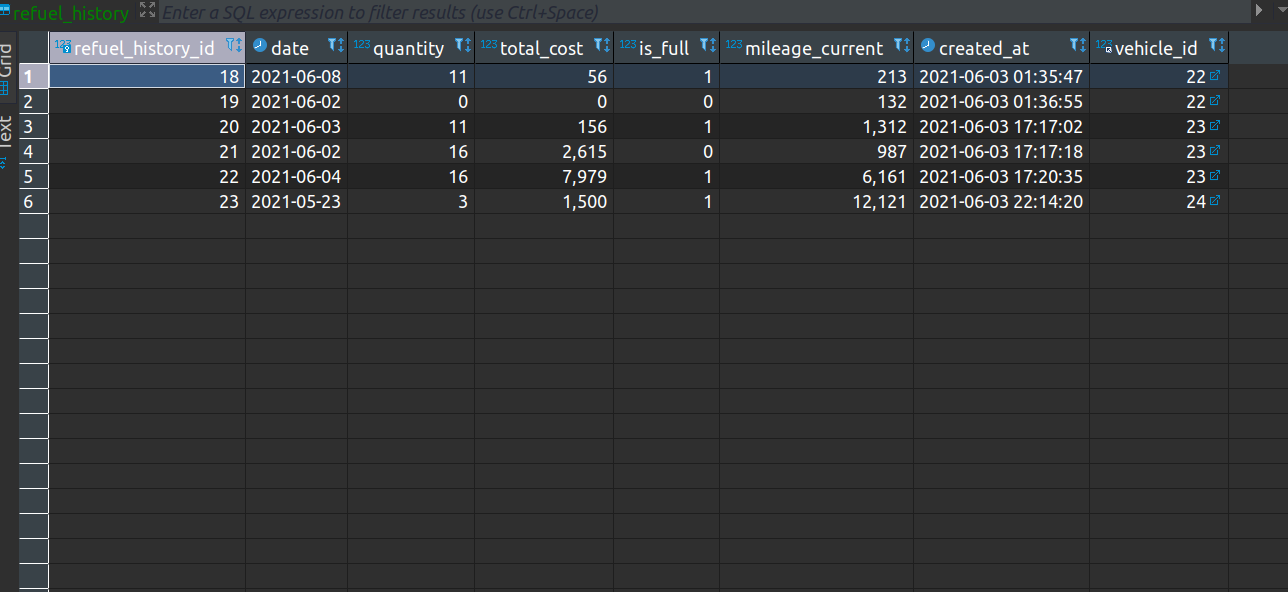 refuel_history Enter a SQL expression to filter results (use Ctrl+Space)
Grid
Text
123 refuel_history_id date 123 quantity 123 total_cost 123 is_full 123 mileage_current created_at 123 vehicle_id
1 18 2021-06-08 11 56 1 213 2021-06-03 01:35:47 22
2 19 2021-06-02 0 0 0 132 2021-06-03 01:36:55 22
3 20 2021-06-03 11 156 1 1,312 2021-06-03 17:17:02 23
4 21 2021-06-02 16 2,615 0 987 2021-06-03 17:17:18 23
5 22 2021-06-04 16 7,979 1 6,161 2021-06-03 17:20:35 23
6 23 2021-05-23 3 1,500 1 12,121 2021-06-03 22:14:20 24